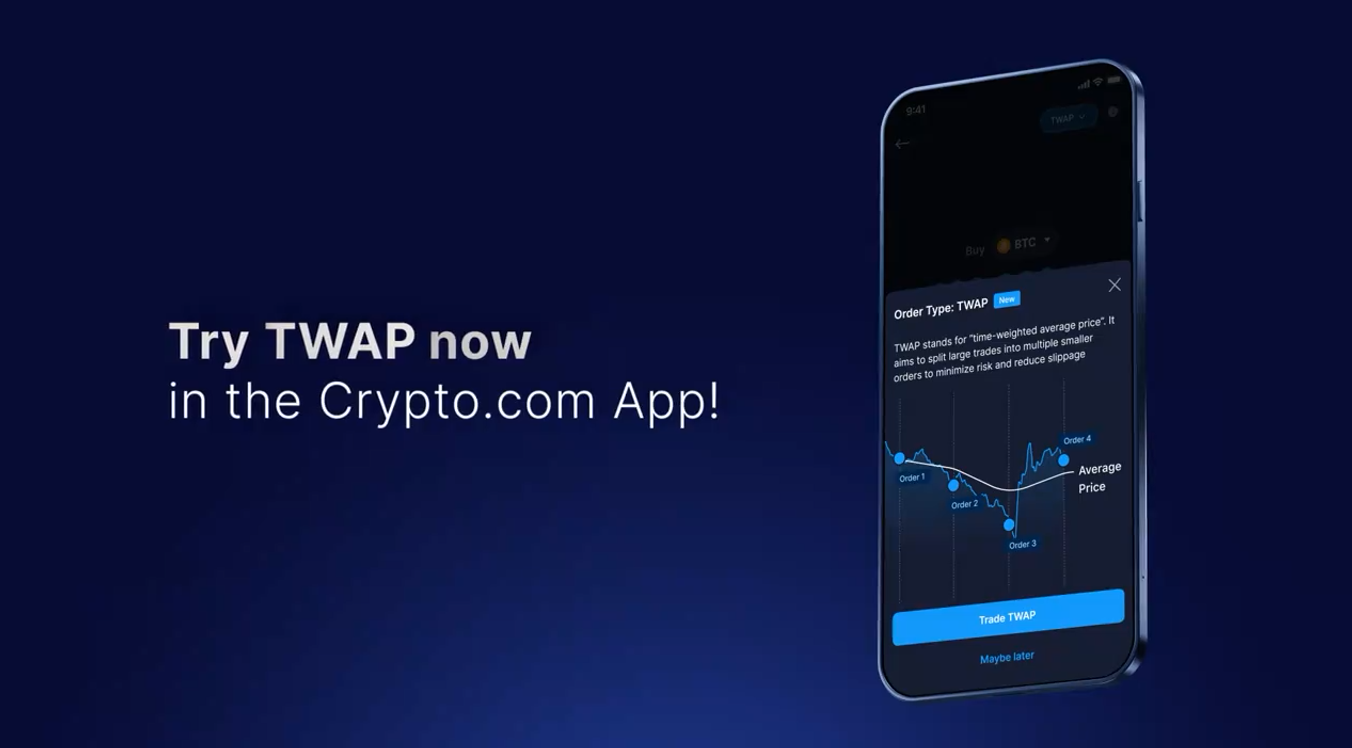 Try TWAP now
in the Crypto.com App!
9:41
TWAP
Buy BTC
Order Type: TWAP New
TWAP stands for "time-weighted average price". It
aims to split large trades into multiple smaller
orders to minimize risk and reduce slippage
Order 1
Order 2
Order 3
Order 4
Average
Price
Trade TWAP
Maybe later